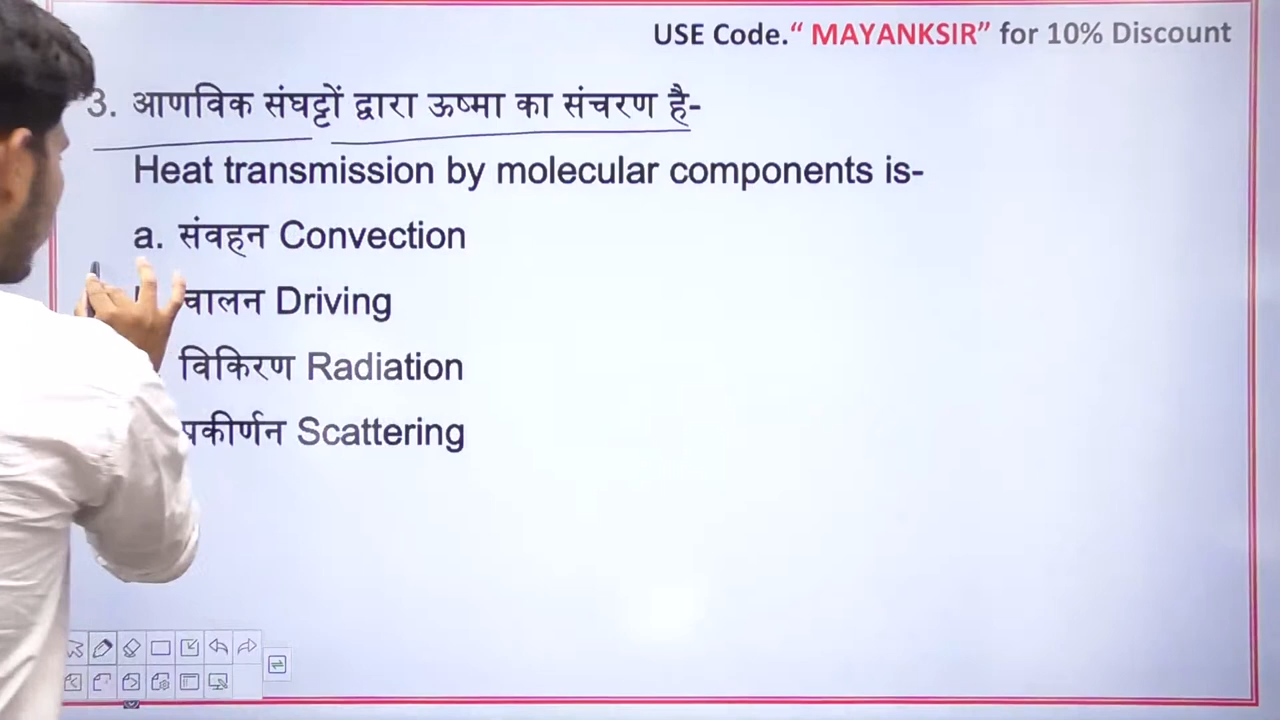 USE Code.“ MAYANKSIR” for 10% Discount
3. आणविक संघट्टों द्वारा ऊष्मा का संचरण है-
Heat transmission by molecular components is-
a. संवहन Convection
चालन Driving
विकिरण Radiation
प्रकीर्णन Scattering